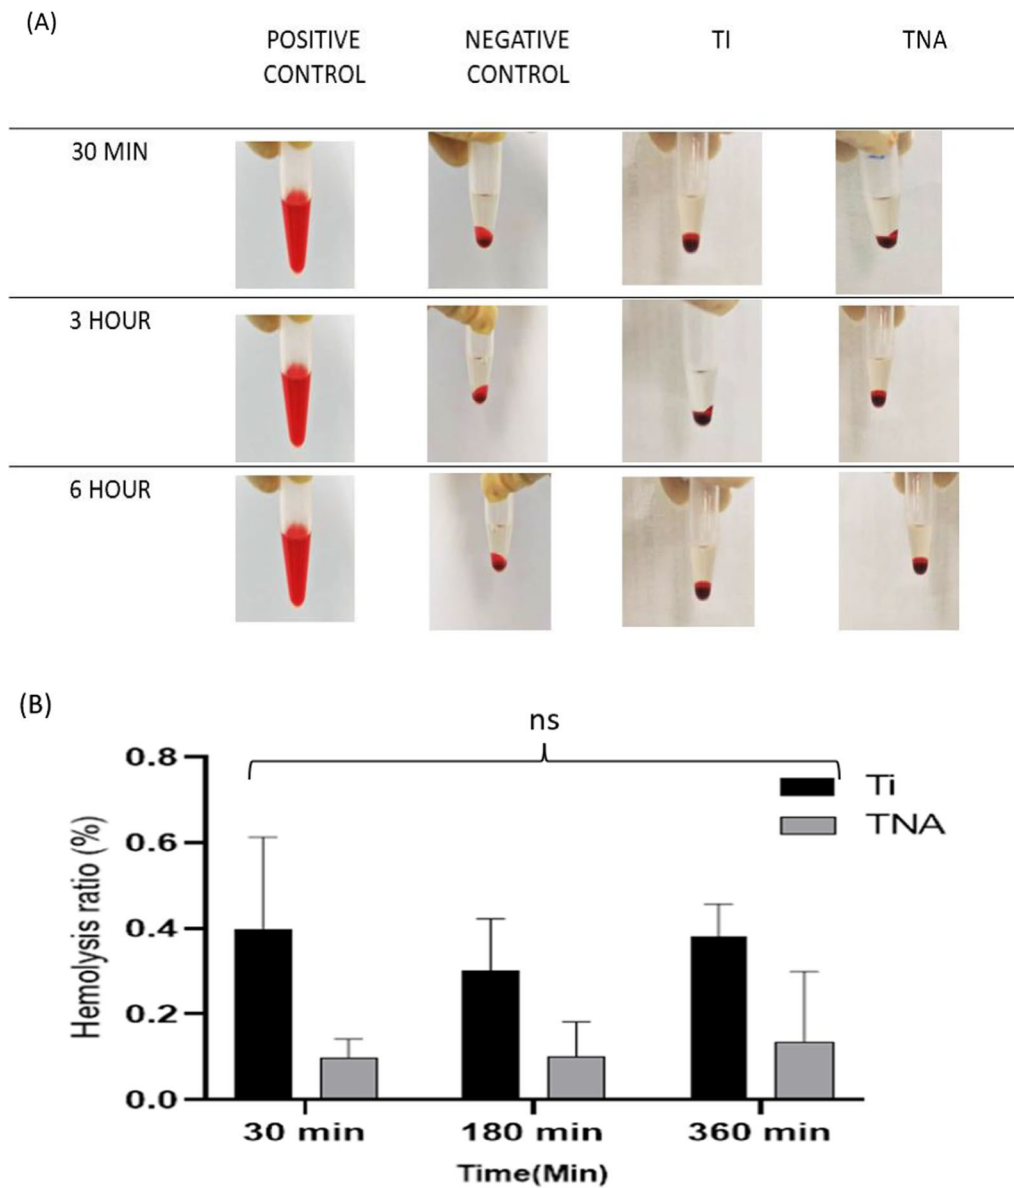 (A)
POSITIVE CONTROL
NEGATIVE CONTROL
TI
TNA
30 MIN
3 HOUR
6 HOUR
(B)
ns
0.8
0.6
0.4
0.2
0.0
Hemolysis ratio (%)
Ti
TNA
30 min
180 min
360 min
Time(Min)